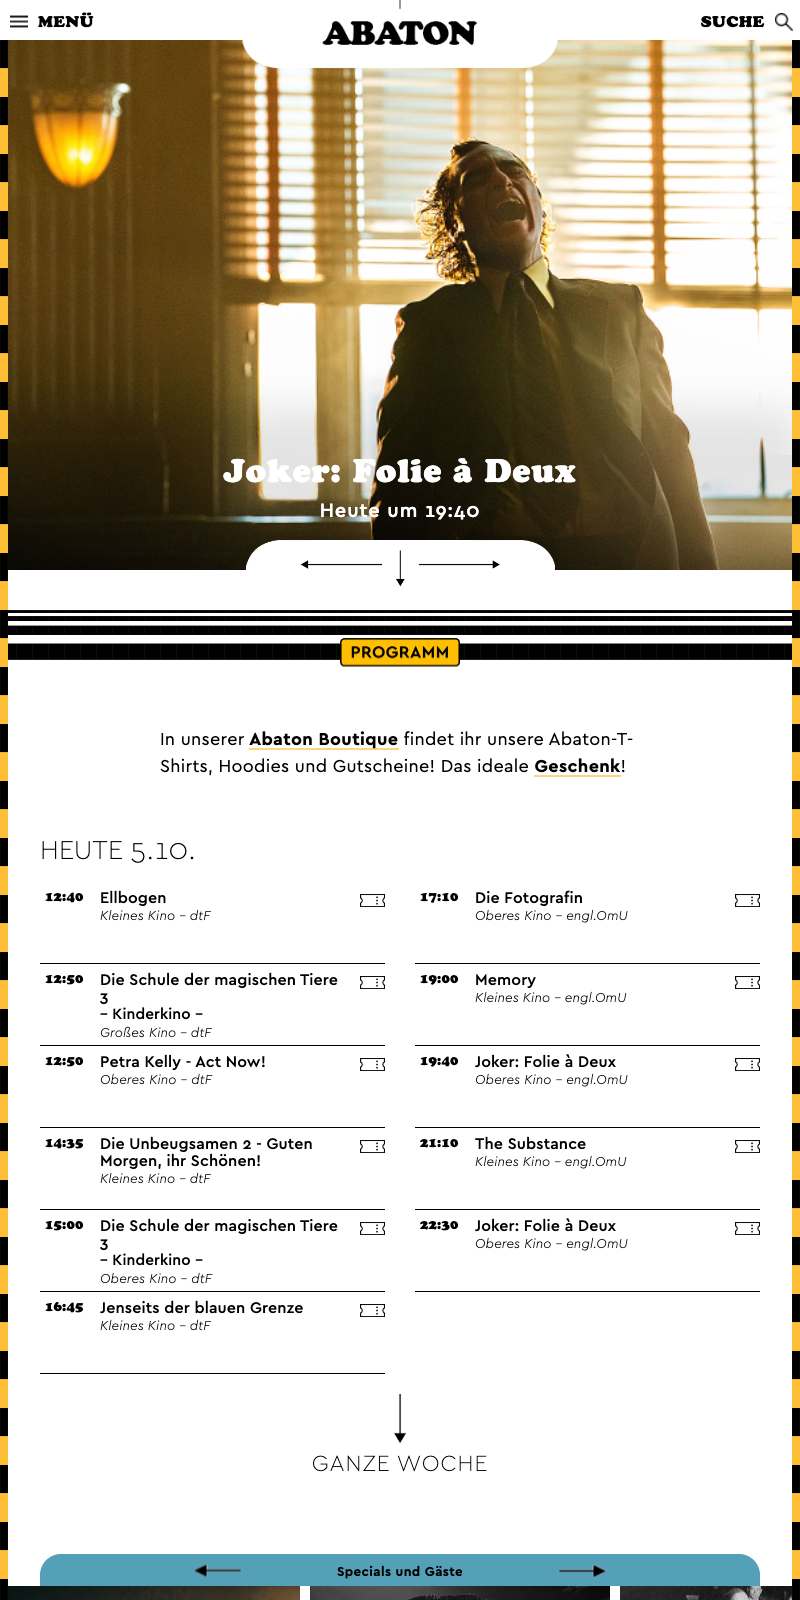 MENÜ
ABATON
SUCHE
Joker: Folie à Deux
Heute um 19:40
PROGRAMM
In unserer Abaton Boutique findet ihr unsere Abaton-T-
Shirts, Hoodies und Gutscheine! Das ideale Geschenk!
HEUTE 5.10.
12:40 Ellbogen
Kleines Kino – dtF
12:50 Die Schule der magischen Tiere
3
– Kinderkino –
Großes Kino – dtF
12:50 Petra Kelly - Act Now!
Oberes Kino – dtF
14:35 Die Unbeugsamen 2 - Guten
Morgen, ihr Schönen!
Kleines Kino – dtF
15:00 Die Schule der magischen Tiere
3
– Kinderkino –
Oberes Kino – dtF
16:45 Jenseits der blauen Grenze
Kleines Kino – dtF
17:10 Die Fotografin
Oberes Kino – engl.OmU
19:00 Memory
Kleines Kino – engl.OmU
19:40 Joker: Folie à Deux
Oberes Kino – engl.OmU
21:10 The Substance
Kleines Kino – engl.OmU
22:30 Joker: Folie à Deux
Oberes Kino – engl.OmU
GANZE WOCHE
Specials und Gäste